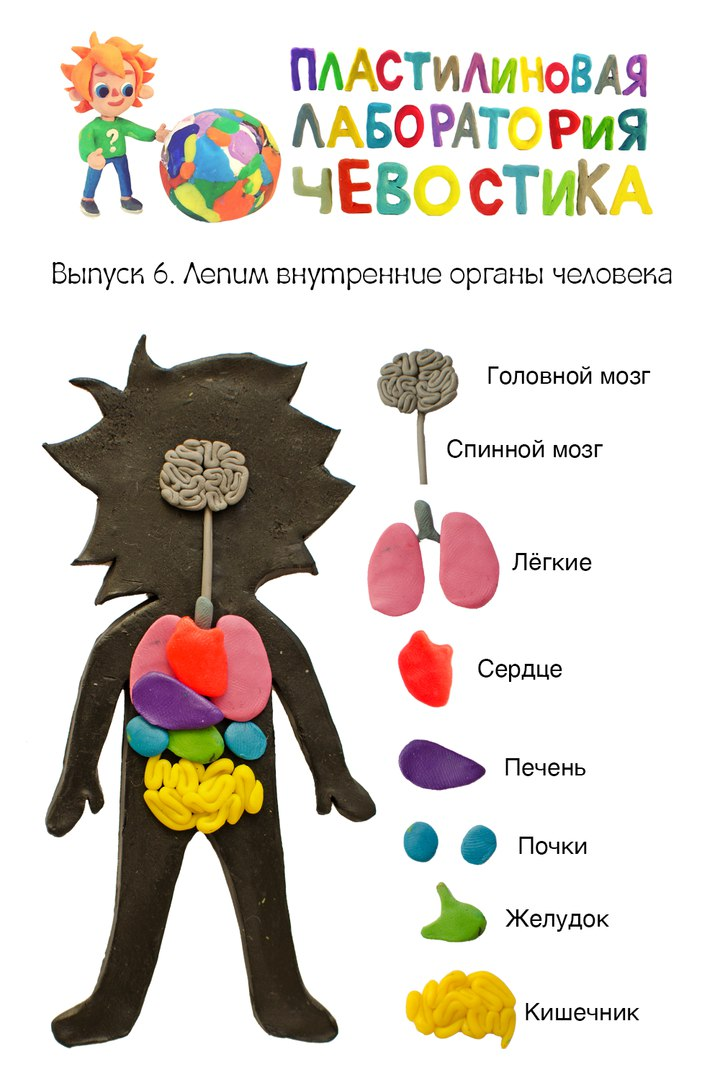 ПЛАСТИЛИНОВАЯ
ЛАБОРАТОРИЯ
ЧЕВОСТИКА
?
Выпуск 6. Лепим внутренние органы человека
Головной мозг
Спинной мозг
Лёгкие
Сердце
Печень
Почки
Желудок
Кишечник